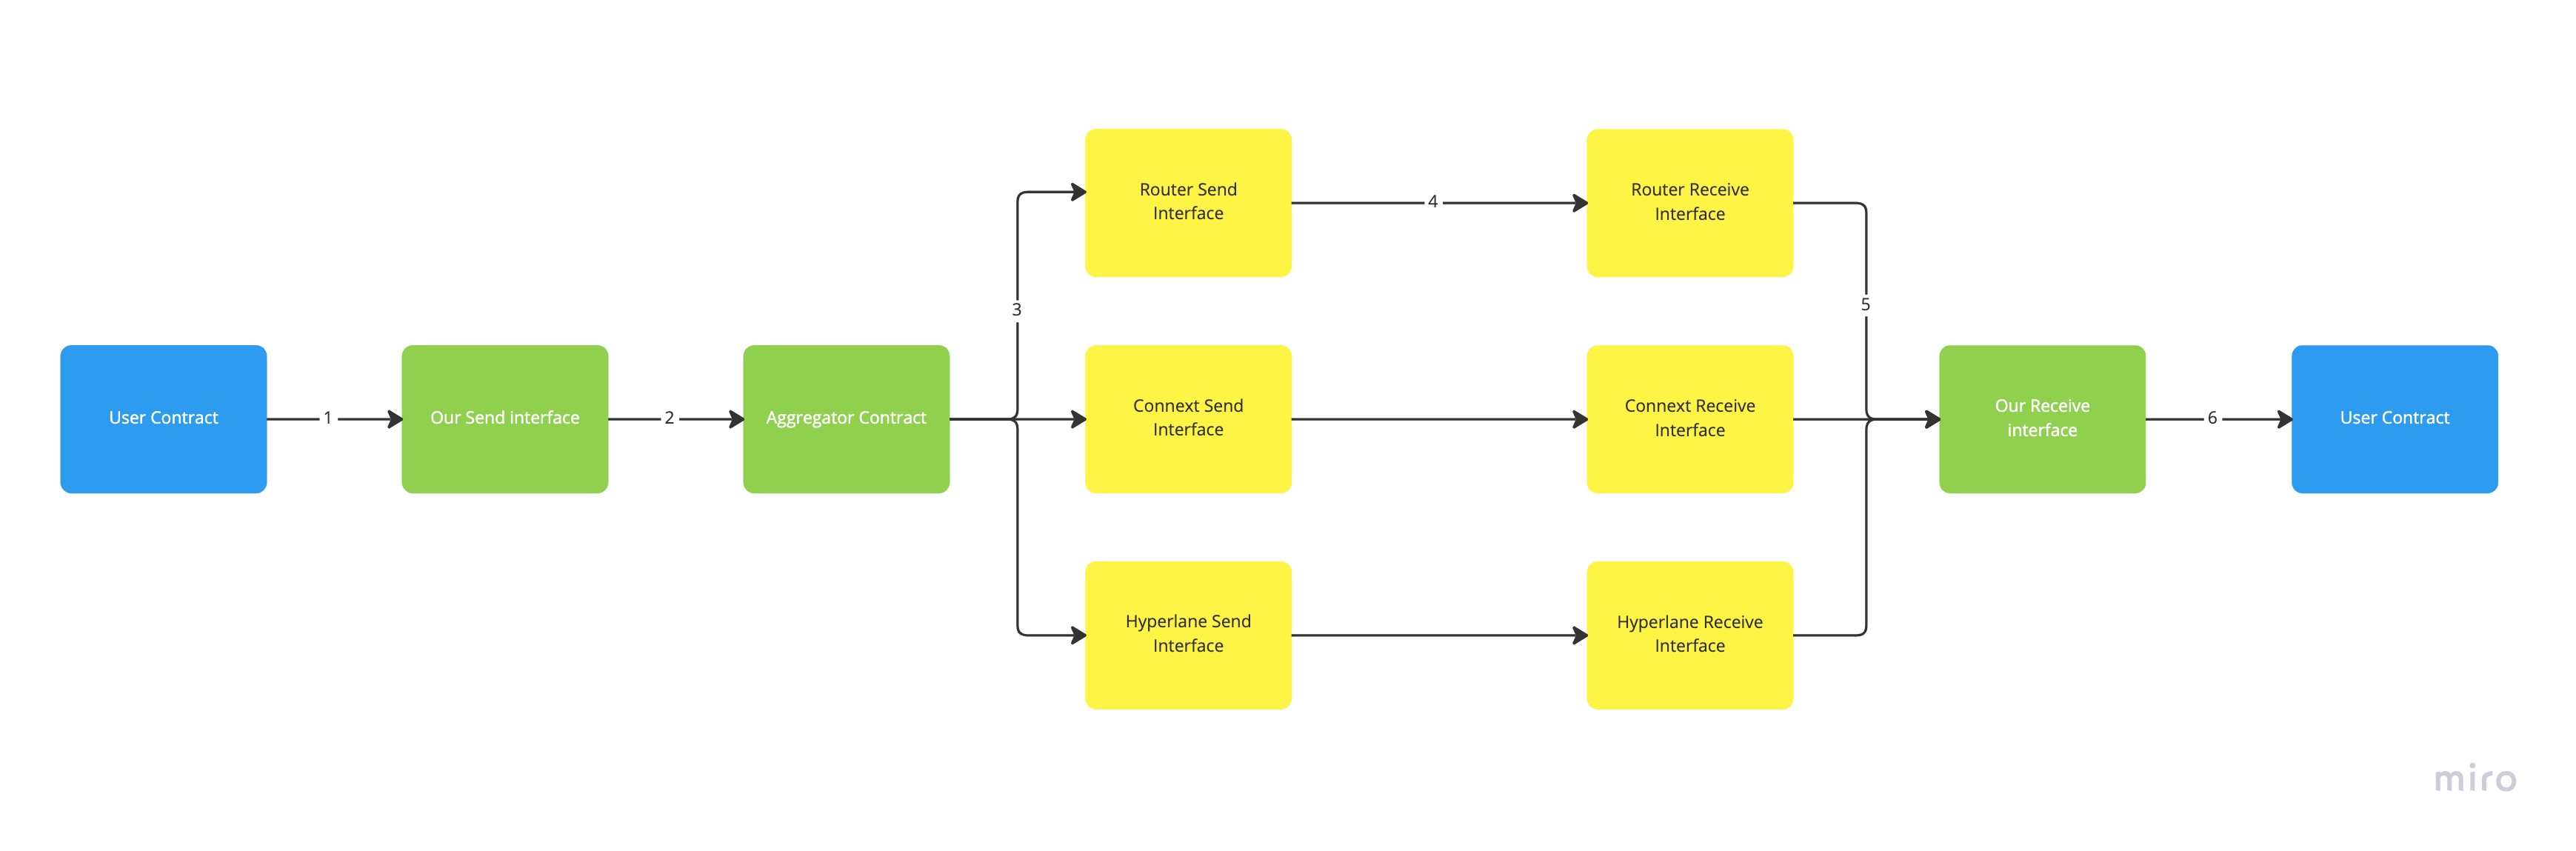 User Contract
1
Our Send interface
2
Aggregator Contract
3
Router Send
Interface
4
Router Receive
Interface
Connext Send
Interface
Connext Receive
Interface
Hyperlane Send
Interface
Hyperlane Receive
Interface
5
Our Receive
interface
6
User Contract
miro